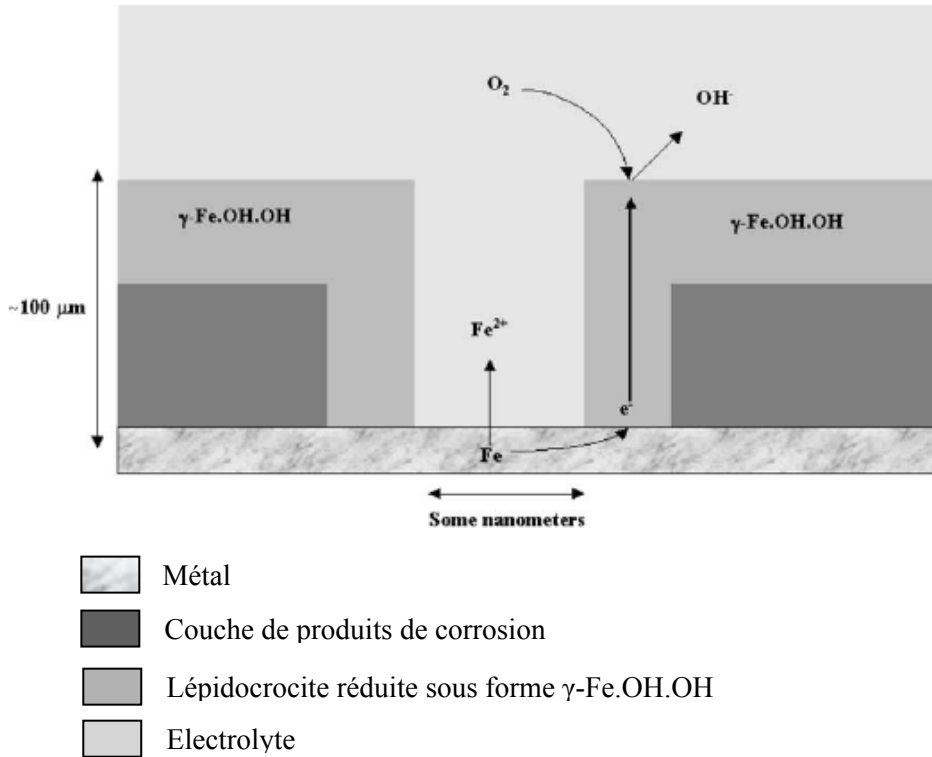 O₂
OH⁻
γ-Fe.OH.OH
γ-Fe.OH.OH
~100 μm
Fe²⁺
e⁻
Fe
Some nanometers
Métal
Couche de produits de corrosion
Lépidocrocite réduite sous forme γ-Fe.OH.OH
Electrolyte